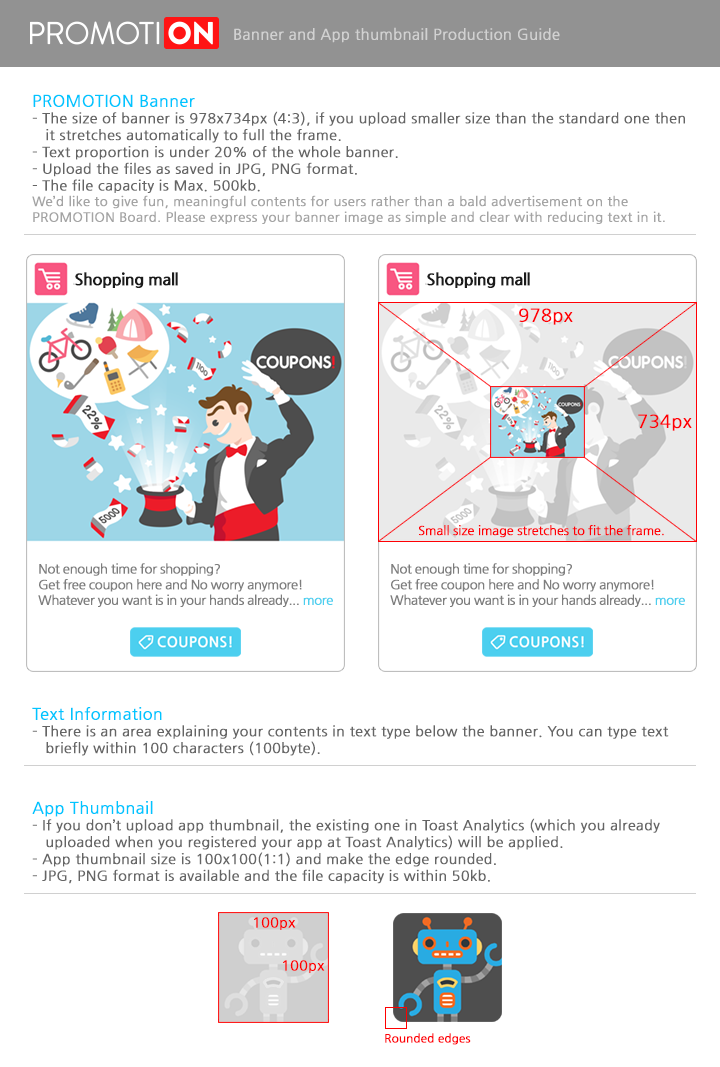 PROMOTION Banner and App thumbnail Production Guide
PROMOTION Banner
- The size of banner is 978x734px (4:3), if you upload smaller size than the standard one then
it stretches automatically to full the frame.
- Text proportion is under 20% of the whole banner.
- Upload the files as saved in JPG, PNG format.
- The file capacity is Max. 500kb.
We'd like to give fun, meaningful contents for users rather than a bald advertisement on the
PROMOTION Board. Please express your banner image as simple and clear with reducing text in it.
Shopping mall
COUPONS!
1100
22%
5000
Not enough time for shopping?
Get free coupon here and No worry anymore!
Whatever you want is in your hands already... more
COUPONS!
Shopping mall
978px
COUPONS!
22%
COUPONS
734px
5000
Small size image stretches to fit the frame.
Not enough time for shopping?
Get free coupon here and No worry anymore!
Whatever you want is in your hands already... more
COUPONS!
Text Information
- There is an area explaining your contents in text type below the banner. You can type text
briefly within 100 characters (100byte).
App Thumbnail
- If you don't upload app thumbnail, the existing one in Toast Analytics (which you already
uploaded when you registered your app at Toast Analytics) will be applied.
- App thumbnail size is 100x100(1:1) and make the edge rounded.
- JPG, PNG format is available and the file capacity is within 50kb.
100px
100px
Rounded edges